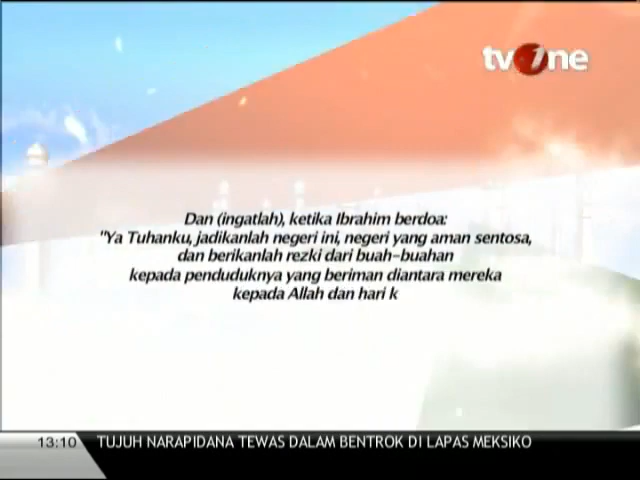 tvOne
Dan (ingatlah), ketika Ibrahim berdoa:
"Ya Tuhanku, jadikanlah negeri ini, negeri yang aman sentosa,
dan berikanlah rezki dari buah-buahan
kepada penduduknya yang beriman diantara mereka
kepada Allah dan hari k
13:10 TUJUH NARAPIDANA TEWAS DALAM BENTROK DI LAPAS MEKSIKO